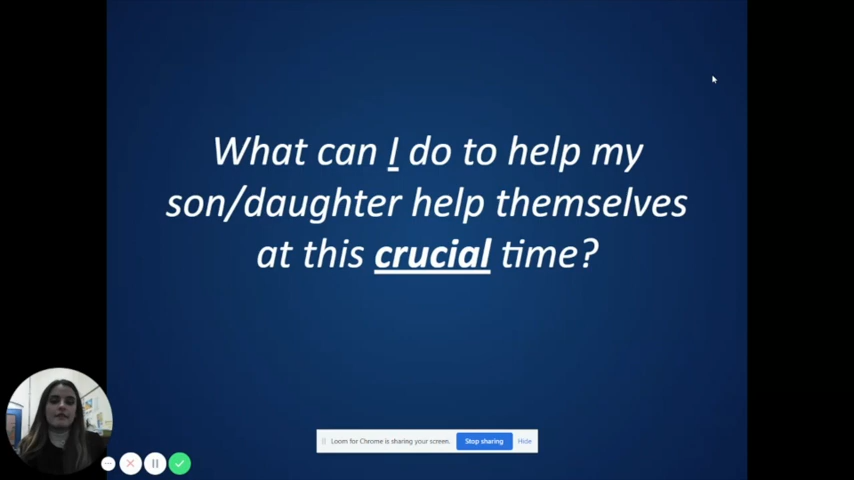 What can I do to help my
son/daughter help themselves
at this crucial time?
Loom for Chrome is sharing your screen. Stop sharing Hide